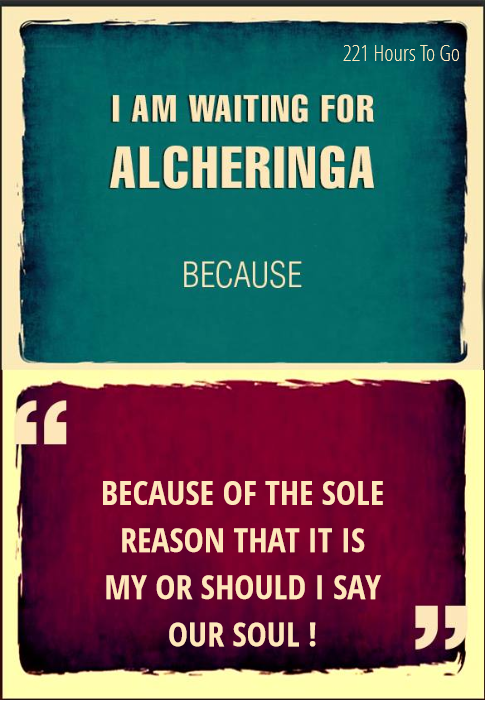 221 Hours To Go
I AM WAITING FOR
ALCHERINGA
BECAUSE
“
BECAUSE OF THE SOLE
REASON THAT IT IS
MY OR SHOULD I SAY
OUR SOUL !
”